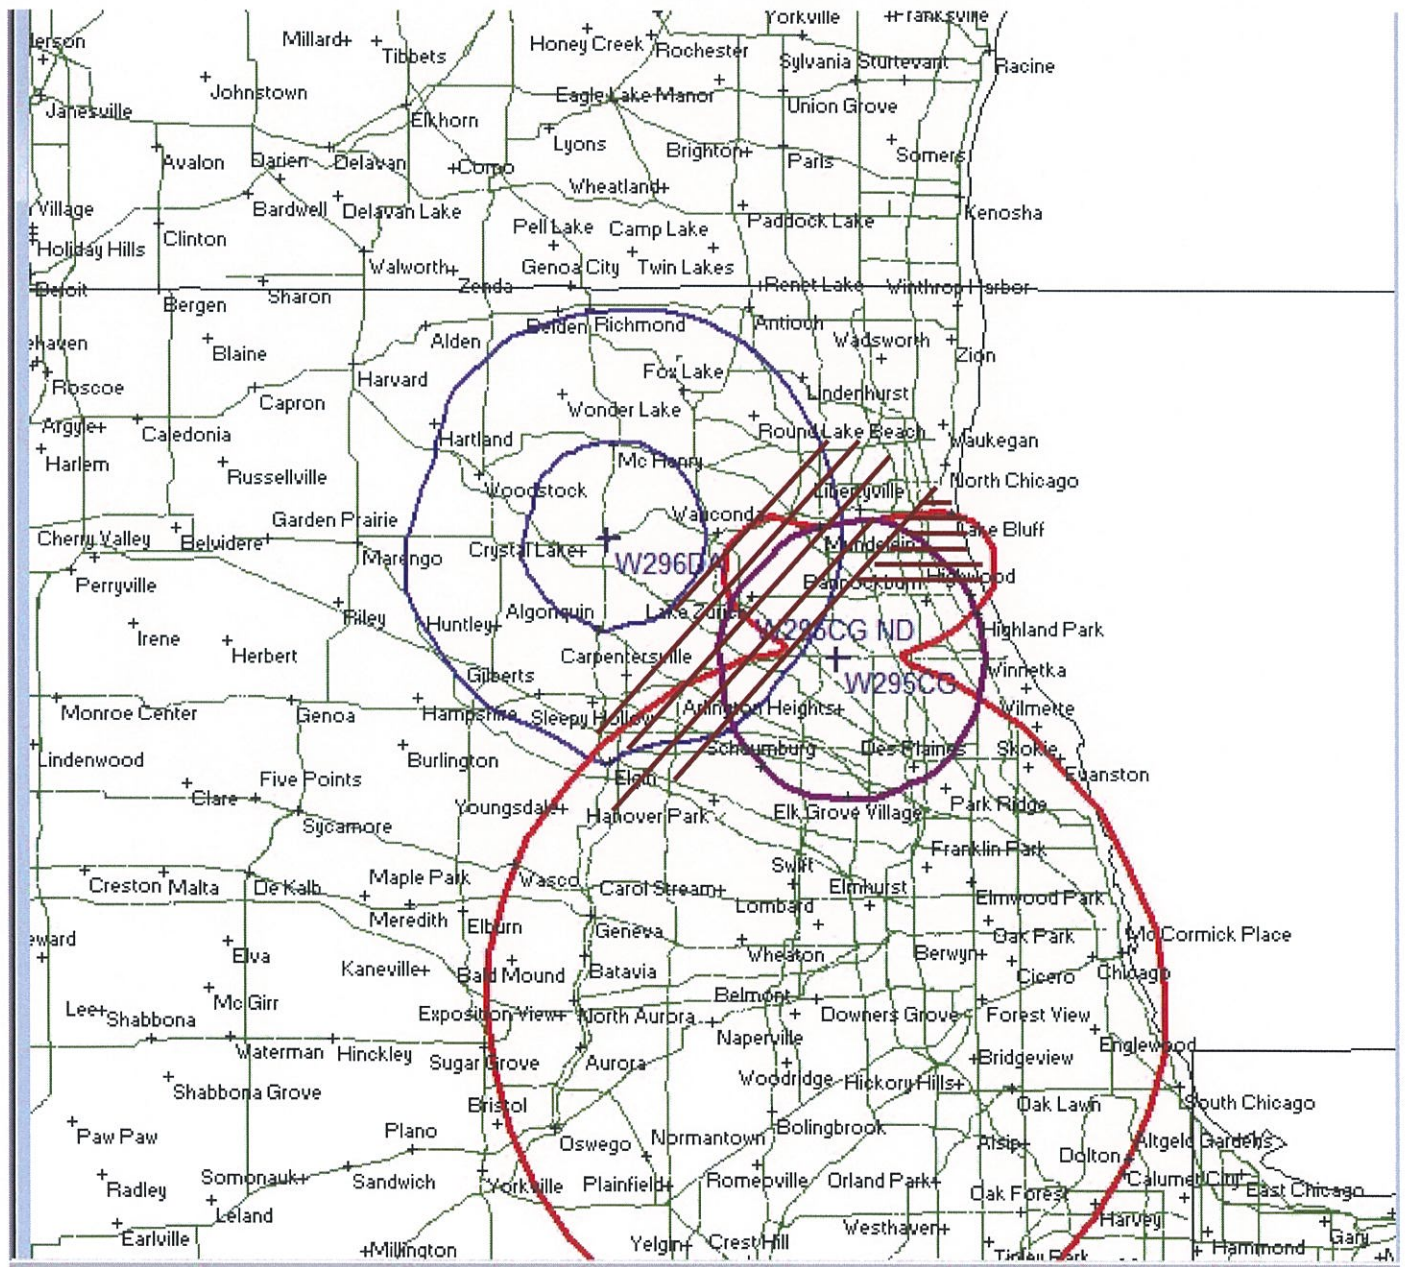 Yorkville
Franksville
Millard
Tibbets
Honey Creek
Rochester
Sylvania
Sturtevant
Racine
Johnstown
Janesville
Eagle Lake Manor
Union Grove
Elkhorn
Lyons
Avalon
Darien
Delavan
Como
Brighton
Paris
Somers
Wheatland
Village
Bardwell
Delavan Lake
Paddock Lake
Kenosha
Holiday Hills
Clinton
Pell Lake
Camp Lake
Walworth
Genoa City
Twin Lakes
Zenda
Beloit
Bergen
Sharon
Benet Lake
Winthrop Harbor
Alden
Belden
Richmond
Antioch
Wadsworth
Zion
ehaven
Blaine
Roscoe
Harvard
Fox Lake
Capron
Wonder Lake
Lindenhurst
Argyle
Caledonia
Hartland
Round Lake Beach
Waukegan
Harlem
Russellville
Mc Henry
Woodstock
Libertyville
North Chicago
Garden Prairie
Wauconda
Cherry Valley
Belvidere
Marengo
Crystal Lake
W296DA
Mundelein
Lake Bluff
Perryville
Bannockburn
Highwood
Riley
Algonquin
Lake Zurich
Irene
Huntley
W295CG ND
Highland Park
Herbert
Carpentersville
Gilberts
W295CG
Winnetka
Monroe Center
Genoa
Hampshire
Sleepy Hollow
Arlington Heights
Wilmette
Lindenwood
Burlington
Schaumburg
Des Plaines
Skokie
Five Points
Elgin
Evanston
Clare
Youngsdale
Hanover Park
Elk Grove Village
Park Ridge
Sycamore
Franklin Park
Swift
Creston
Malta
De Kalb
Maple Park
Wasco
Carol Stream
Elmhurst
Elmwood Park
Meredith
Elburn
Lombard
eward
Elva
Geneva
Oak Park
Mc Cormick Place
Kaneville
Bald Mound
Batavia
Wheaton
Berwyn
Cicero
Chicago
Mc Girr
Belmont
Lee
Shabbona
Exposition View
North Aurora
Downers Grove
Forest View
Naperville
Waterman
Hinckley
Sugar Grove
Aurora
Englewood
Bridgeview
Shabbona Grove
Woodridge
Hickory Hills
Bristol
Oak Lawn
South Chicago
Paw Paw
Plano
Oswego
Normantown
Bolingbrook
Alsip
Altgeld Gardens
Dolton
Radley
Somonauk
Sandwich
Yorkville
Plainfield
Romeoville
Orland Park
Oak Forest
Calumet City
East Chicago
Leland
Earlville
Millington
Yelgin
Crest Hill
Westhaven
Harvey
Tinley Park
Hammond
Gary